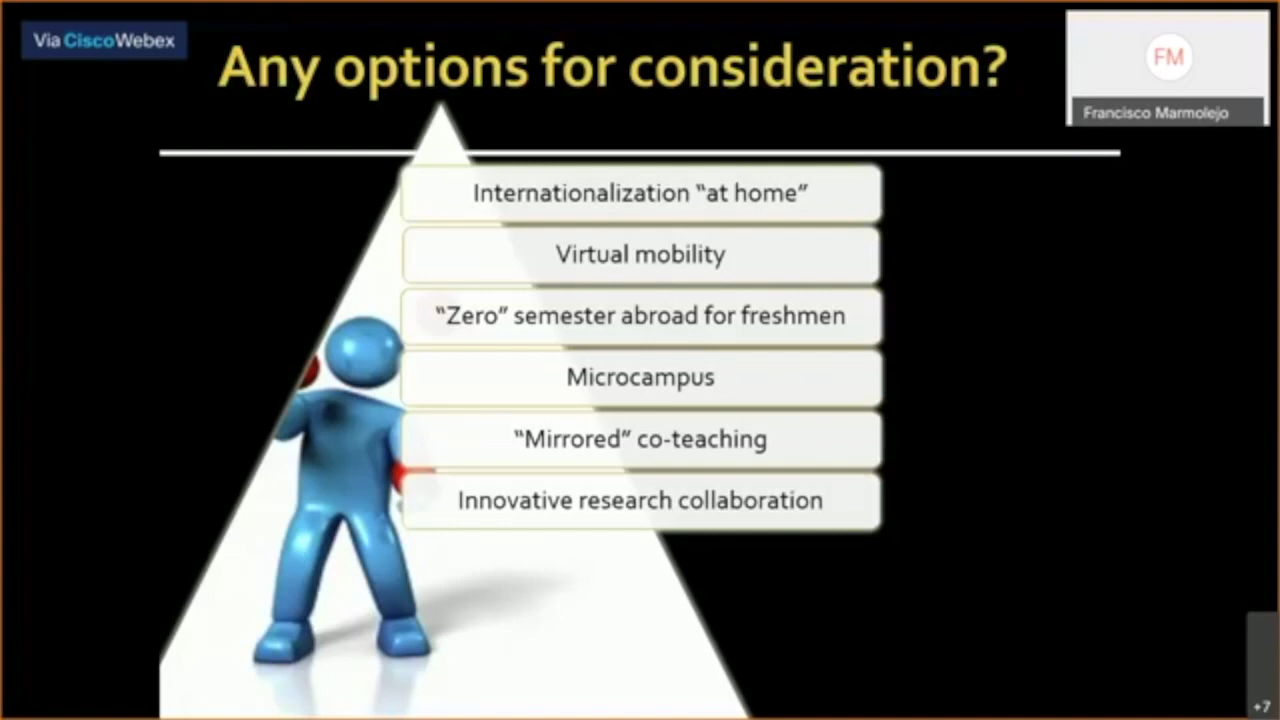 Via CiscoWebex
Any options for consideration?
FM
Francisco Marmolejo
Internationalization “at home”
Virtual mobility
“Zero” semester abroad for freshmen
Microcampus
“Mirrored” co-teaching
Innovative research collaboration
+7